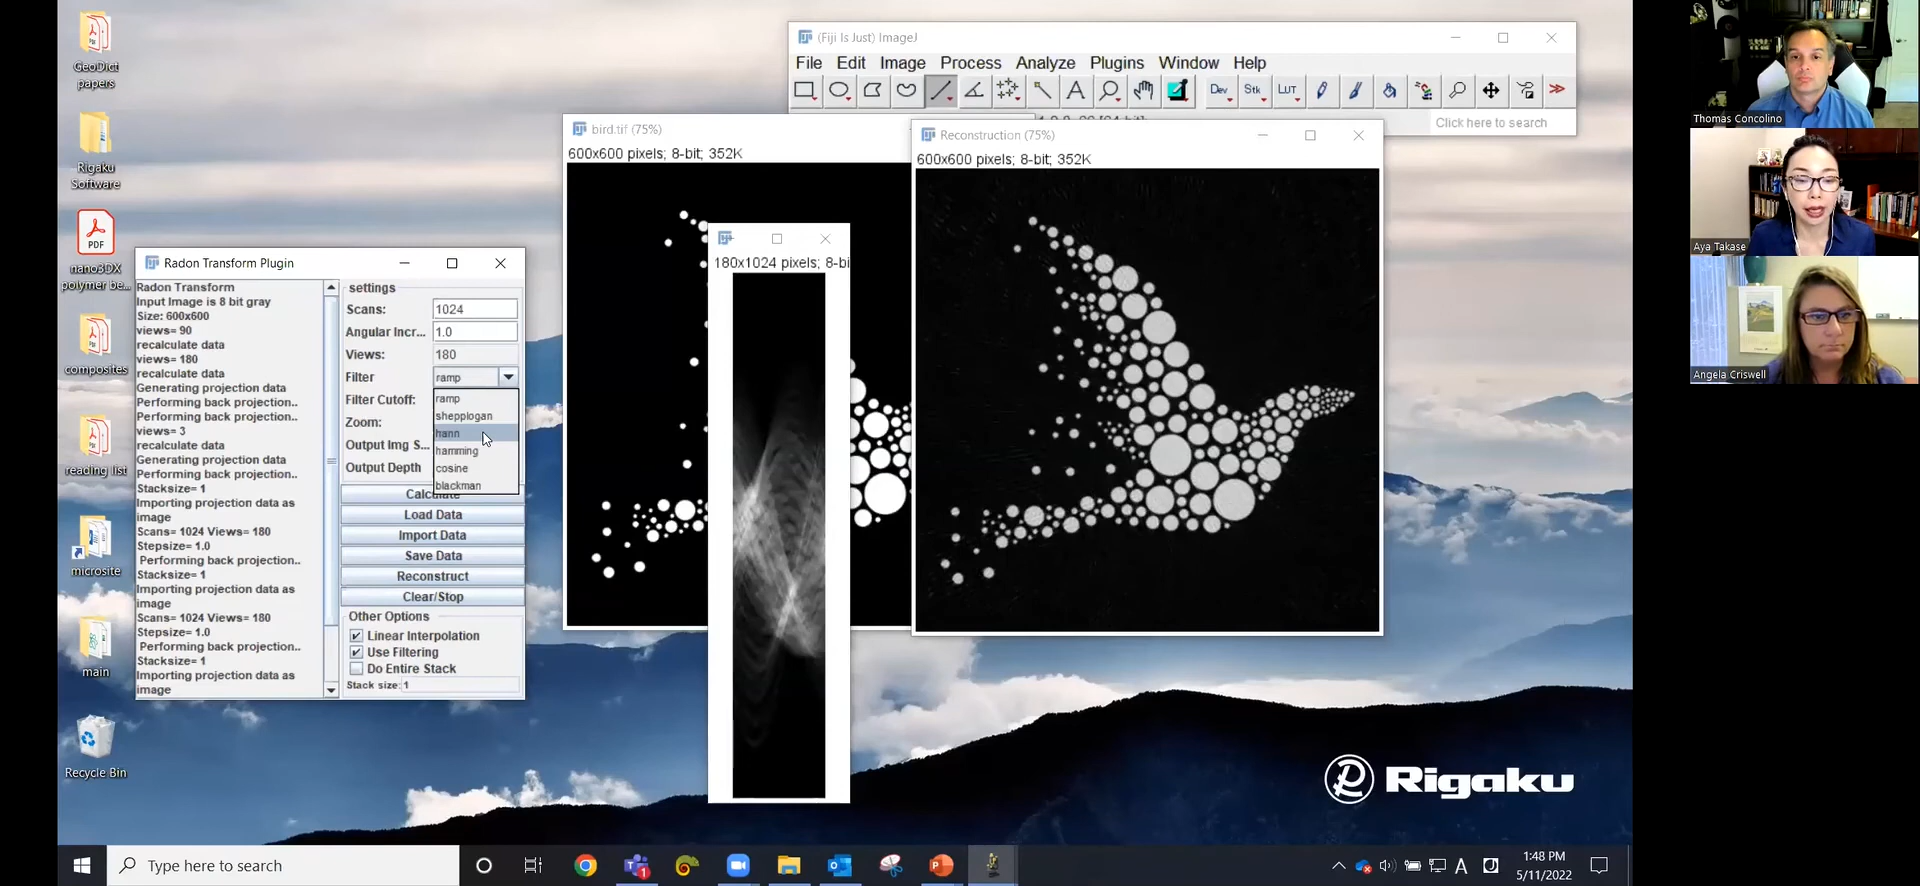 GeoDict
papers
Rigaku
Software
PDF
nano3DX
polymer be...
composites
reading list
microsite
main
Recycle Bin
(Fiji Is Just) ImageJ
File Edit Image Process Analyze Plugins Window Help
Dev Stk LUT
Click here to search
bird.tif (75%)
600x600 pixels; 8-bit; 352K
Reconstruction (75%)
600x600 pixels; 8-bit; 352K
180x1024 pixels; 8-bi
Radon Transform Plugin
Radon Transform
Input Image is 8 bit gray
Size: 600x600
views= 90
recalculate data
views= 180
recalculate data
Generating projection data
Performing back projection..
Performing back projection..
views= 3
recalculate data
Generating projection data
Performing back projection..
Stacksize= 1
Importing projection data as
image
Scans= 1024 Views= 180
Stepsize= 1.0
Performing back projection..
Stacksize= 1
Importing projection data as
image
Scans= 1024 Views= 180
Stepsize= 1.0
Performing back projection..
Stacksize= 1
Importing projection data as
image
settings
Scans: 1024
Angular Incr... 1.0
Views: 180
Filter ramp
Filter Cutoff:
Zoom:
Output Img S...
Output Depth
ramp
shepplogan
hann
hamming
cosine
blackman
Calculate
Load Data
Import Data
Save Data
Reconstruct
Clear/Stop
Other Options
Linear Interpolation
Use Filtering
Do Entire Stack
Stack size: 1
Rigaku
Type here to search
A
1:48 PM
5/11/2022
Thomas Concolino
Aya Takase
Angela Criswell